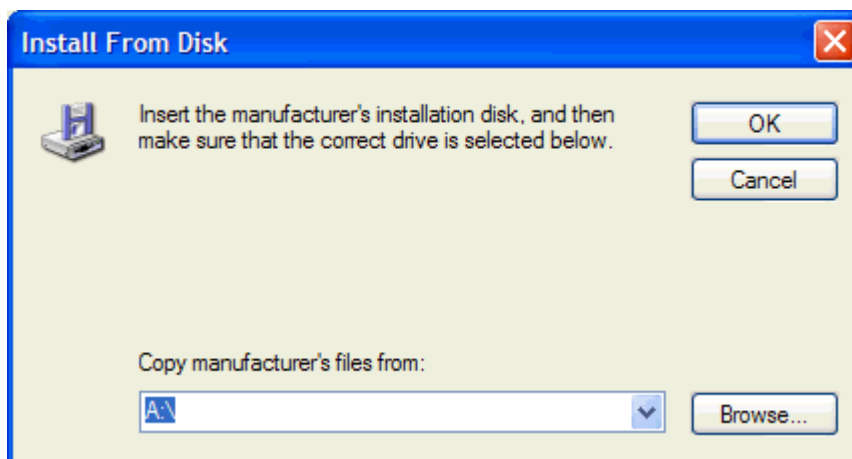 Install From Disk
Insert the manufacturer's installation disk, and then
make sure that the correct drive is selected below.
OK
Cancel
Copy manufacturer's files from:
A:\
Browse...